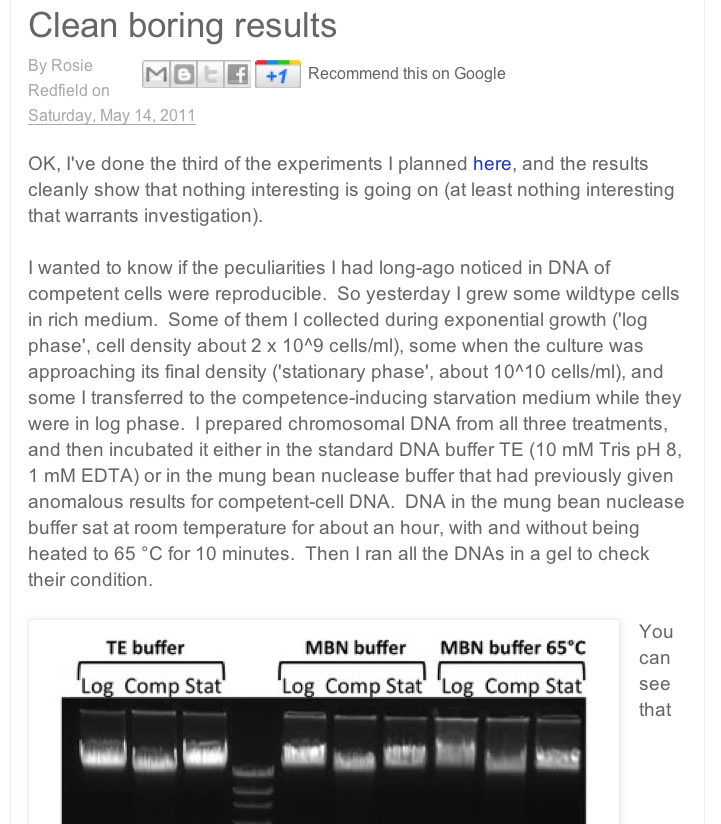 Clean boring results
By Rosie
Redfield on
Saturday, May 14, 2011
+1 Recommend this on Google
OK, I've done the third of the experiments I planned here, and the results
cleanly show that nothing interesting is going on (at least nothing interesting
that warrants investigation).
I wanted to know if the peculiarities I had long-ago noticed in DNA of
competent cells were reproducible.  So yesterday I grew some wildtype cells
in rich medium.  Some of them I collected during exponential growth ('log
phase', cell density about 2 x 10^9 cells/ml), some when the culture was
approaching its final density ('stationary phase', about 10^10 cells/ml), and
some I transferred to the competence-inducing starvation medium while they
were in log phase.  I prepared chromosomal DNA from all three treatments,
and then incubated it either in the standard DNA buffer TE (10 mM Tris pH 8,
1 mM EDTA) or in the mung bean nuclease buffer that had previously given
anomalous results for competent-cell DNA.  DNA in the mung bean nuclease
buffer sat at room temperature for about an hour, with and without being
heated to 65 °C for 10 minutes.  Then I ran all the DNAs in a gel to check
their condition.
TE buffer MBN buffer MBN buffer 65°C
Log Comp Stat Log Comp Stat Log Comp Stat
You
can
see
that